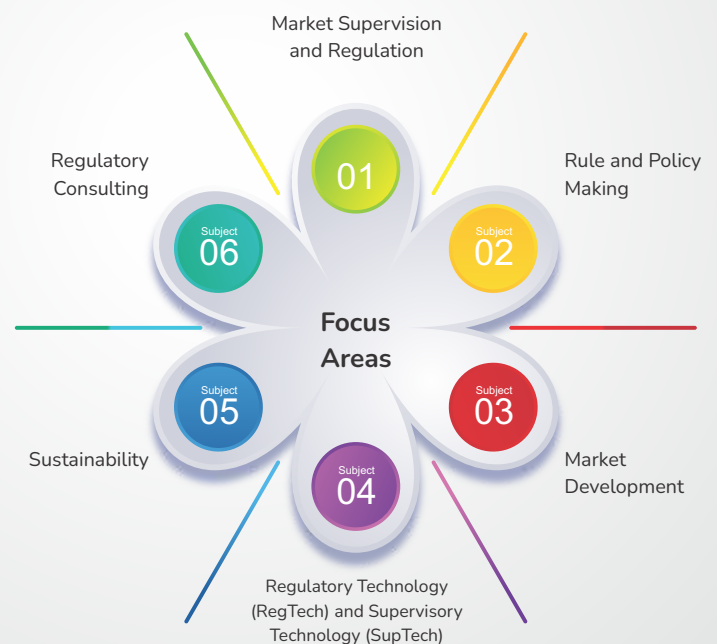 Market Supervision
and Regulation
01
Rule and Policy
Making
Subject
02
Market
Development
Subject
03
Regulatory Technology
(RegTech) and Supervisory
Technology (SupTech)
Subject
04
Sustainability
Subject
05
Regulatory
Consulting
Subject
06
Focus
Areas